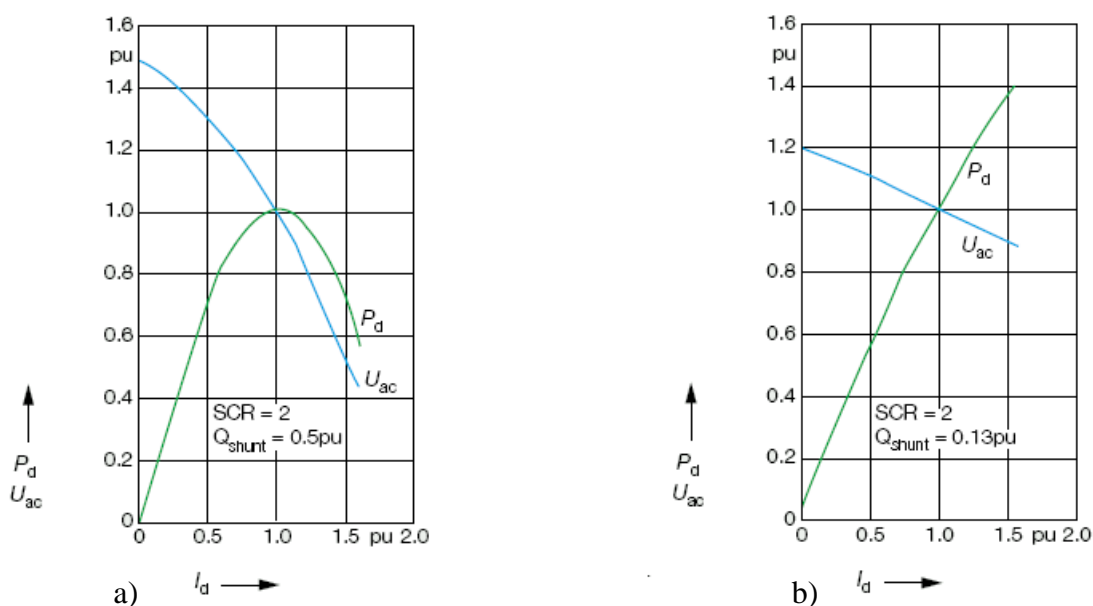 1.6
pu
1.4
1.2
1.0
0.8
0.6
0.4
0.2
0
P_d
U_ac
P_d
U_ac
SCR = 2
Q_shunt = 0.5pu
0 0.5 1.0 1.5 pu 2.0
I_d
a)
1.6
pu
1.4
1.2
1.0
0.8
0.6
0.4
0.2
0
P_d
U_ac
P_d
U_ac
SCR = 2
Q_shunt = 0.13pu
0 0.5 1.0 1.5 pu 2.0
I_d
b)